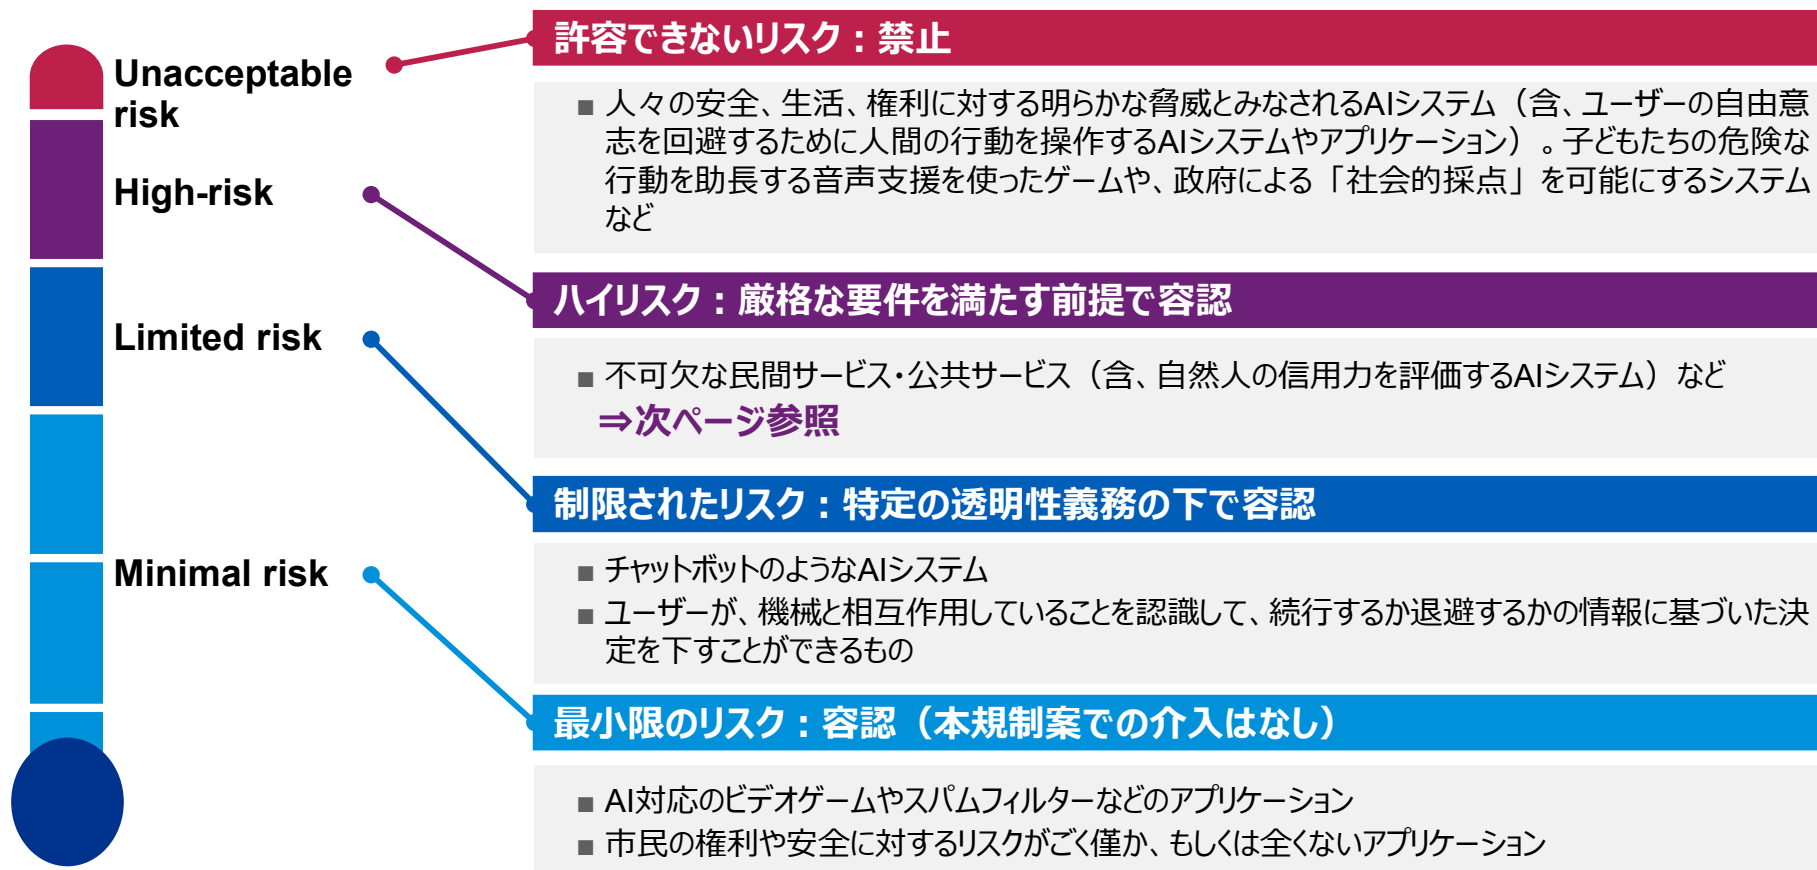 Unacceptable
risk
High-risk
Limited risk
Minimal risk
許容できないリスク：禁止
■ 人々の安全、生活、権利に対する明らかな脅威とみなされるAIシステム（含、ユーザーの自由意
志を回避するために人間の行動を操作するAIシステムやアプリケーション）。子どもたちの危険な
行動を助長する音声支援を使ったゲームや、政府による「社会的採点」を可能にするシステム
など
ハイリスク：厳格な要件を満たす前提で容認
■ 不可欠な民間サービス・公共サービス（含、自然人の信用力を評価するAIシステム）など
⇒次ページ参照
制限されたリスク：特定の透明性義務の下で容認
■ チャットボットのようなAIシステム
■ ユーザーが、機械と相互作用していることを認識して、続行するか退避するかの情報に基づいた決
定を下すことができるもの
最小限のリスク：容認（本規制案での介入はなし）
■ AI対応のビデオゲームやスパムフィルターなどのアプリケーション
■ 市民の権利や安全に対するリスクがごく僅か、もしくは全くないアプリケーション